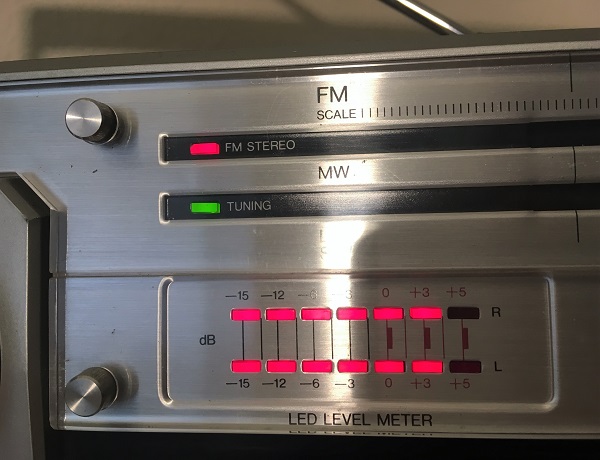 FM
SCALE
FM STEREO
MW
TUNING
—15 —12 —6 —3 0 +3 +5
R
dB
L
—15 —12 —6 —3 0 +3 +5
LED LEVEL METER